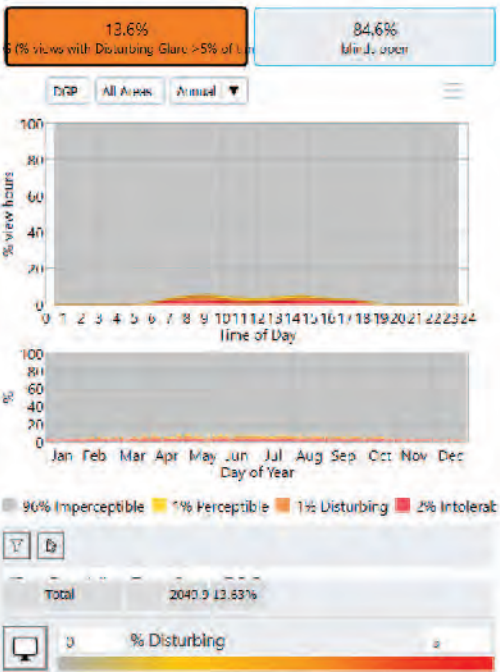 13.6%
(% views with Disturbing Glare >5% of
84.6%
blinds open
DGP
All Areas
Annual ▼
100
80
60
40
20
0
% view hours
0 1 2 3 4 5 6 7 8 9 10 11 12 13 14 15 16 17 18 19 20 21 22 23 24
Time of Day
100
80
60
40
20
0
%
Jan Feb Mar Apr May Jun Jul Aug Sep Oct Nov Dec
Day of Year
96% Imperceptible 1% Perceptible 1% Disturbing 2% Intolerab
Total 13.63%
0 % Disturbing